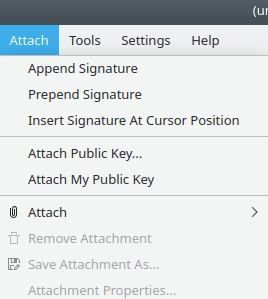 (u
Attach Tools Settings Help
Append Signature
Prepend Signature
Insert Signature At Cursor Position
Attach Public Key...
Attach My Public Key
Attach
Remove Attachment
Save Attachment As...
Attachment Properties...